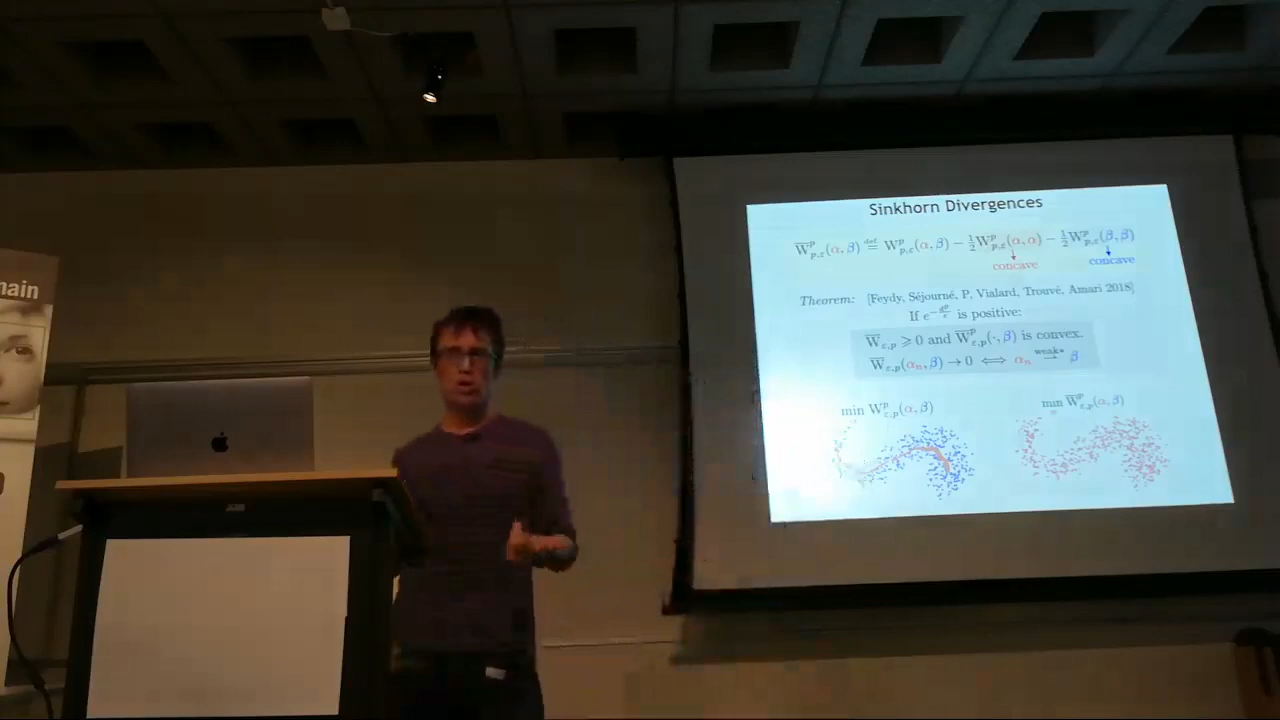 main
Sinkhorn Divergences
W̅ᵖ_{p,ε}(α, β) ≝ Wᵖ_{p,ε}(α, β) − ½Wᵖ_{p,ε}(α, α) − ½Wᵖ_{p,ε}(β, β)
concave concave
Theorem: [Feydy, Séjourné, P, Vialard, Trouvé, Amari 2018]
If e^{−dᵖ/ε} is positive:
W̅_{ε,p} ⩾ 0 and W̅ᵖ_{ε,p}(·, β) is convex.
W̅_{ε,p}(αₙ, β) → 0 ⟺ αₙ weak* → β
min Wᵖ_{ε,p}(α, β) min W̅ᵖ_{ε,p}(α, β)